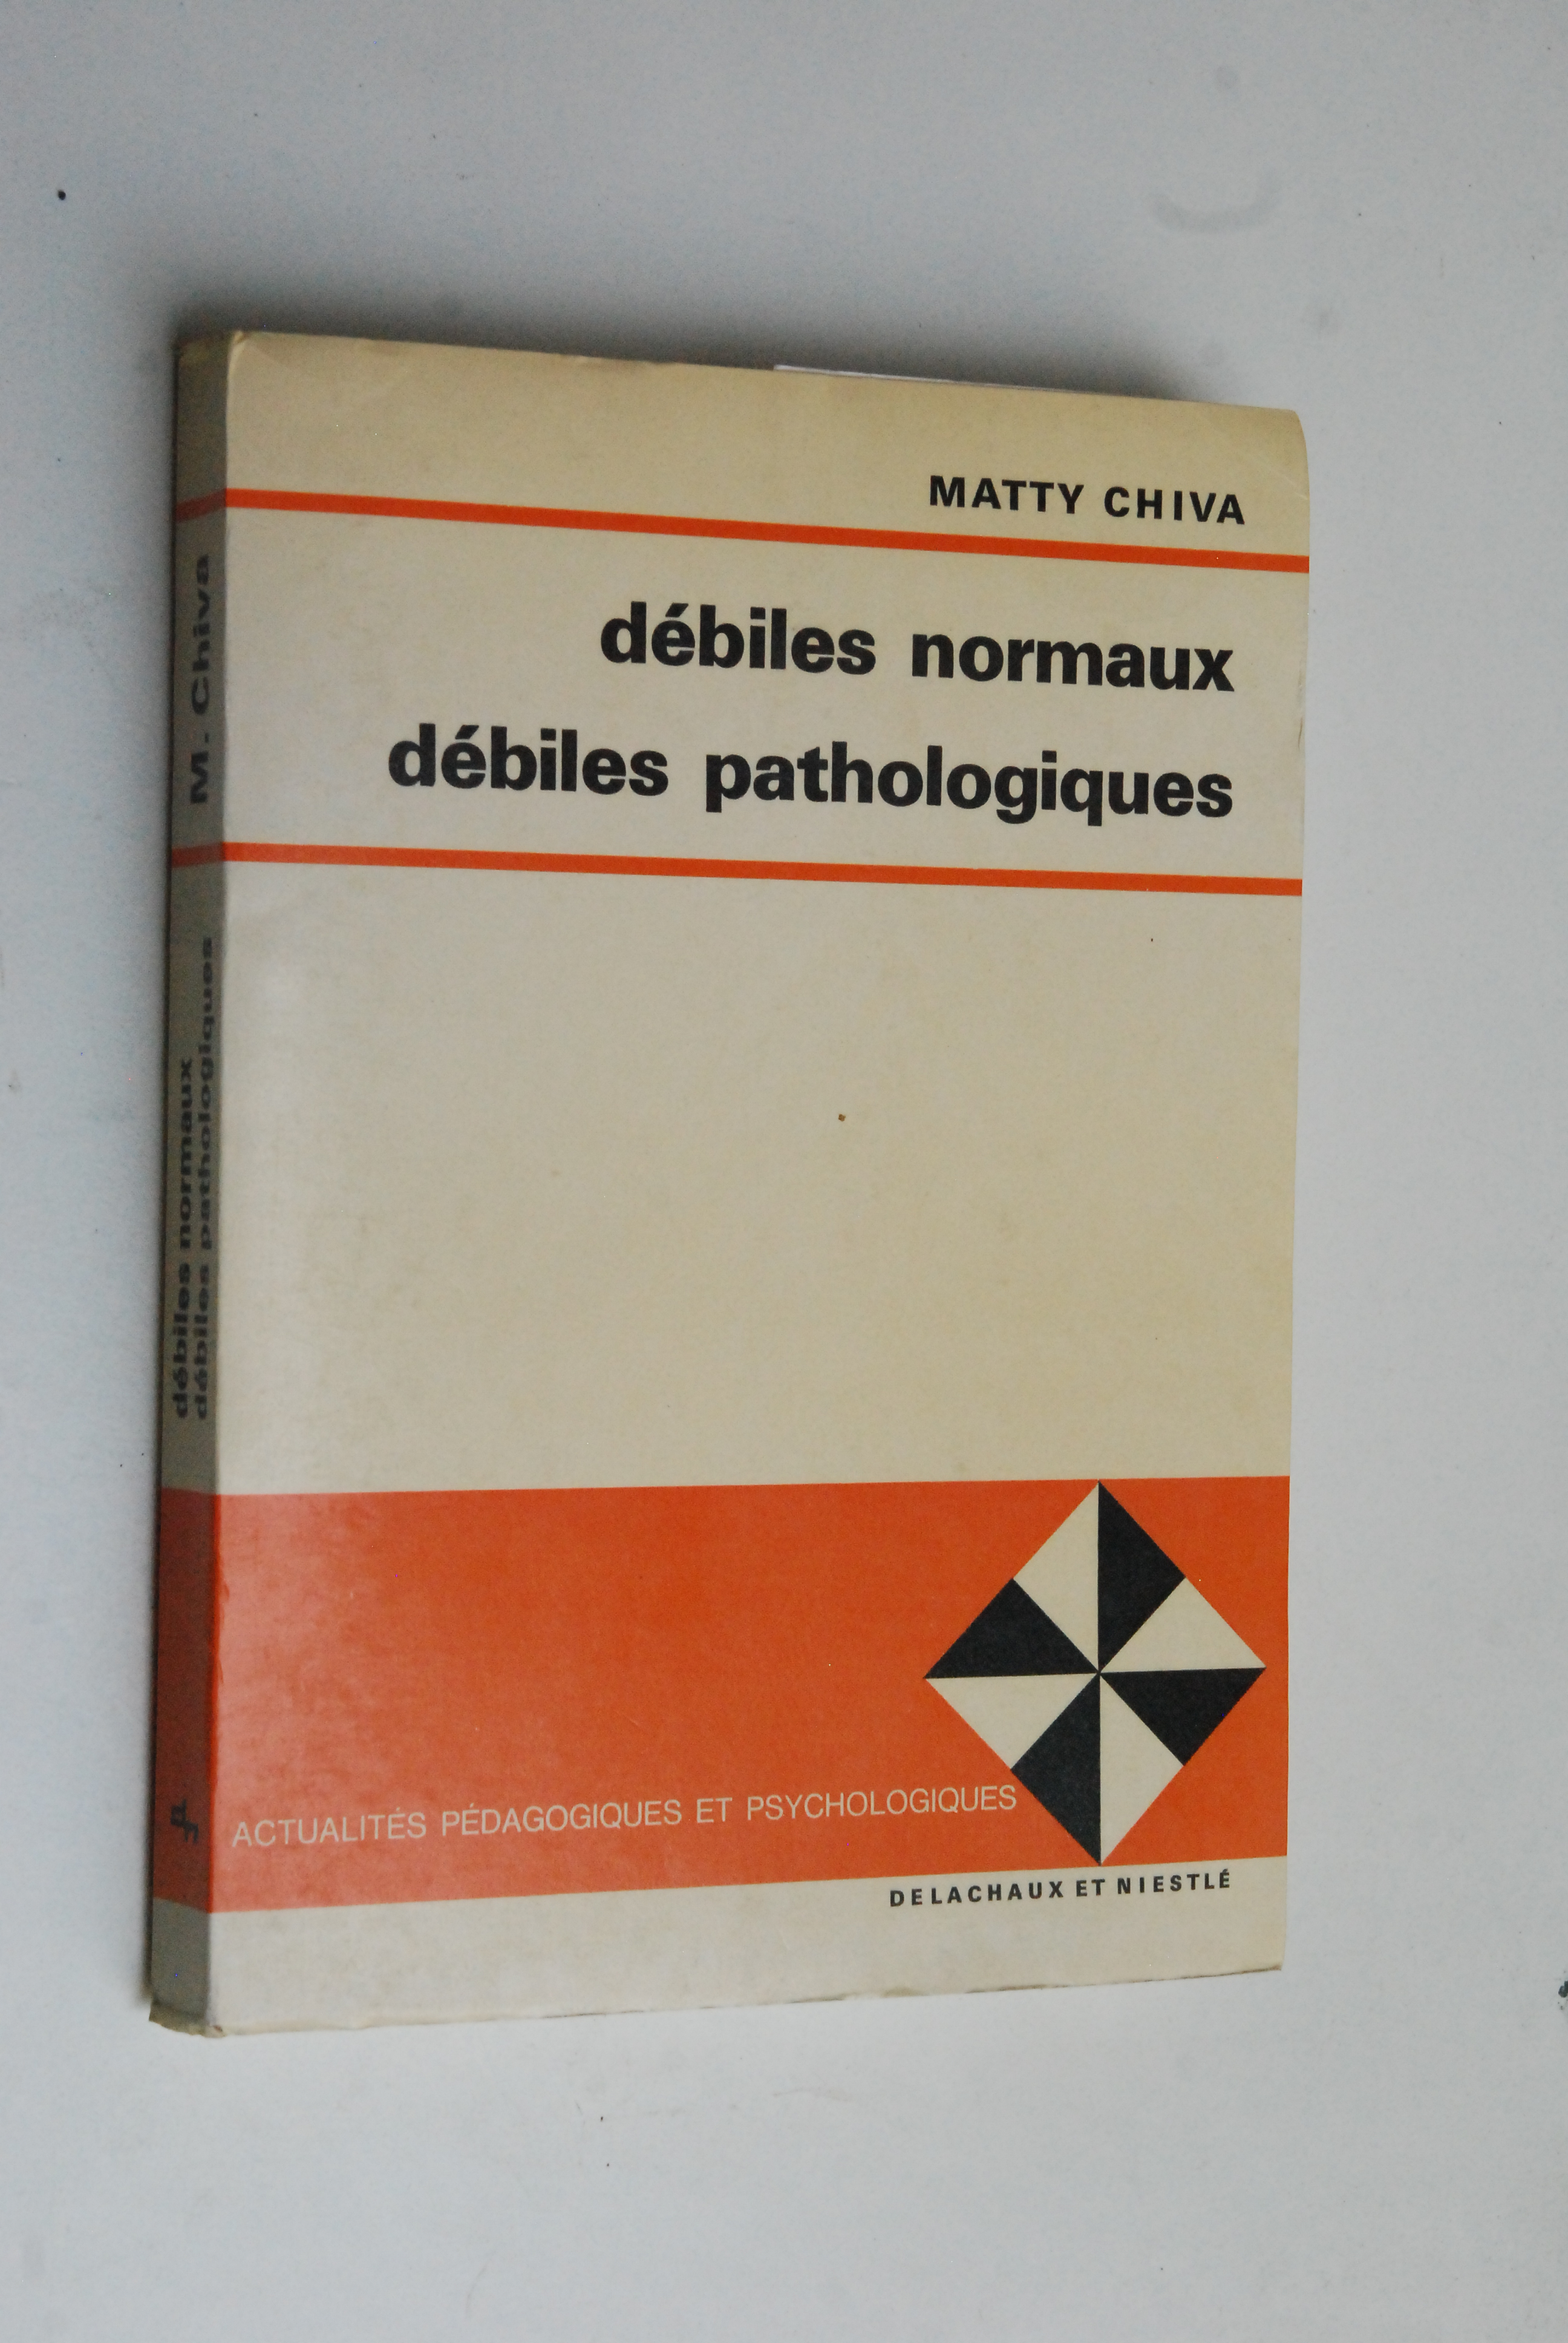 MATTY CHIVA
débiles normaux
débiles pathologiques
ACTUALITÉS PÉDAGOGIQUES ET PSYCHOLOGIQUES
DELACHAUX ET NIESTLÉ
M. Chiva
débiles normaux
débiles pathologiques